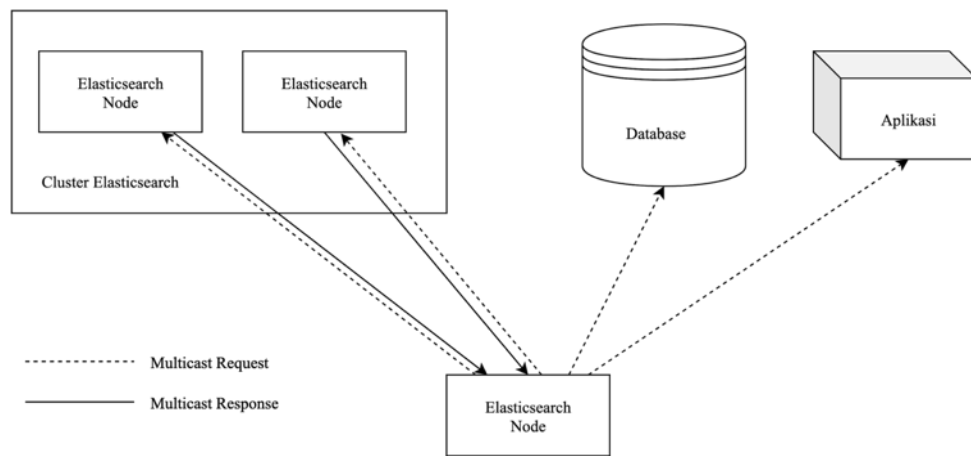 Elasticsearch
Node
Elasticsearch
Node
Cluster Elasticsearch
Database
Aplikasi
Multicast Request
Multicast Response
Elasticsearch
Node